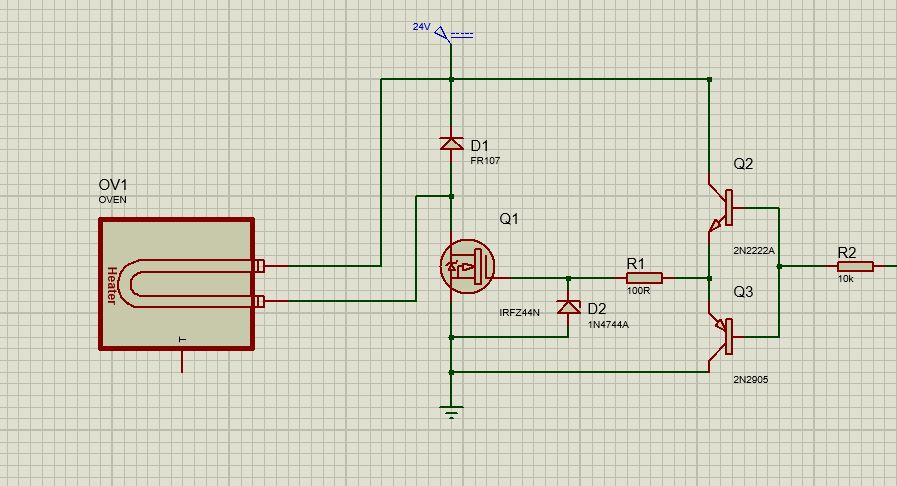 24V
D1
FR107
Q2
OV1
OVEN
Q1
2N2222A
R2
10k
R1
100R
Heater
Q3
IRFZ44N
D2
1N4744A
T
2N2905